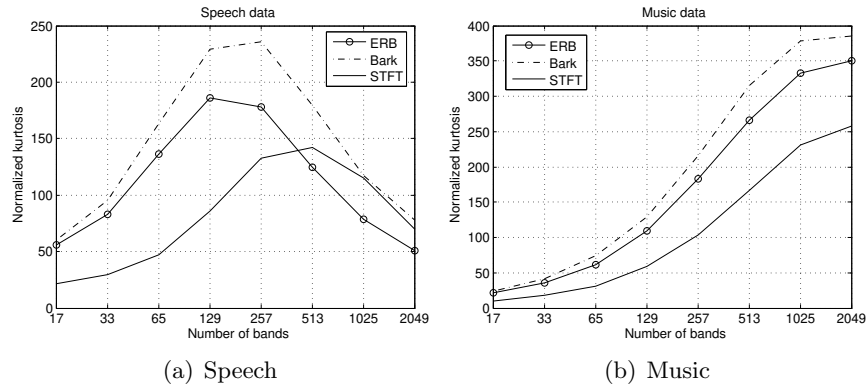 Speech data
Normalized kurtosis
250
200
150
100
50
0
ERB
Bark
STFT
17 33 65 129 257 513 1025 2049
Number of bands
(a) Speech
Music data
Normalized kurtosis
400
350
300
250
200
150
100
50
0
ERB
Bark
STFT
17 33 65 129 257 513 1025 2049
Number of bands
(b) Music